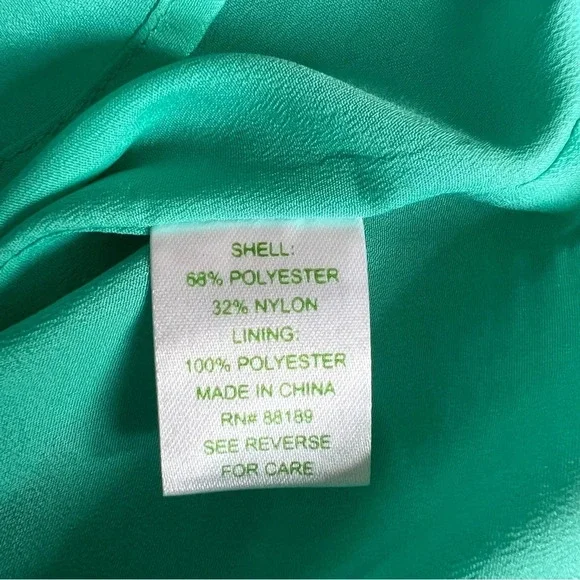 SHELL:
68% POLYESTER
32% NYLON
LINING:
100% POLYESTER
MADE IN CHINA
RN# 88189
SEE REVERSE
FOR CARE